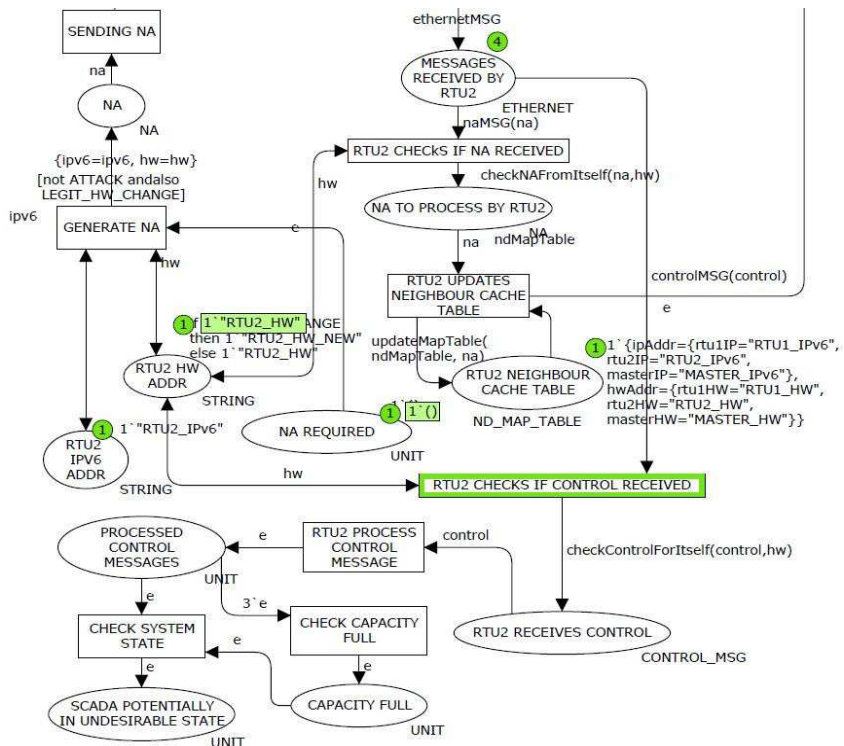 SENDING NA
na
NA
NA
{ipv6=ipv6, hw=hw}
[not ATTACK andalso
LEGIT_HW_CHANGE]
ipv6
GENERATE NA
hw
e
1
1`"RTU2_HW"
ANGE
then 1`"RTU2_HW_NEW"
else 1`"RTU2_HW"
RTU2 HW
ADDR
STRING
1
1`"RTU2_IPv6"
RTU2
IPV6
ADDR
STRING
hw
hw
NA REQUIRED
1
1`()
UNIT
ethernetMSG
4
MESSAGES
RECEIVED BY
RTU2
ETHERNET
naMSG(na)
RTU2 CHECkS IF NA RECEIVED
checkNAFromItself(na,hw)
NA TO PROCESS BY RTU2
NA
na
ndMapTable
RTU2 UPDATES
NEIGHBOUR CACHE
TABLE
controlMSG(control)
e
updateMapTable(
ndMapTable, na)
RTU2 NEIGHBOUR
CACHE TABLE
ND_MAP_TABLE
1
1`{ipAddr={rtu1IP="RTU1_IPv6",
rtu2IP="RTU2_IPv6",
masterIP="MASTER_IPv6"},
hwAddr={rtu1HW="RTU1_HW",
rtu2HW="RTU2_HW",
masterHW="MASTER_HW"}}
RTU2 CHECKS IF CONTROL RECEIVED
checkControlForItself(control,hw)
RTU2 RECEIVES CONTROL
CONTROL_MSG
control
RTU2 PROCESS
CONTROL
MESSAGE
e
PROCESSED
CONTROL
MESSAGES
UNIT
e
3`e
CHECK CAPACITY
FULL
CHECK SYSTEM
STATE
e
e
e
SCADA POTENTIALLY
IN UNDESIRABLE STATE
UNIT
CAPACITY FULL
UNIT